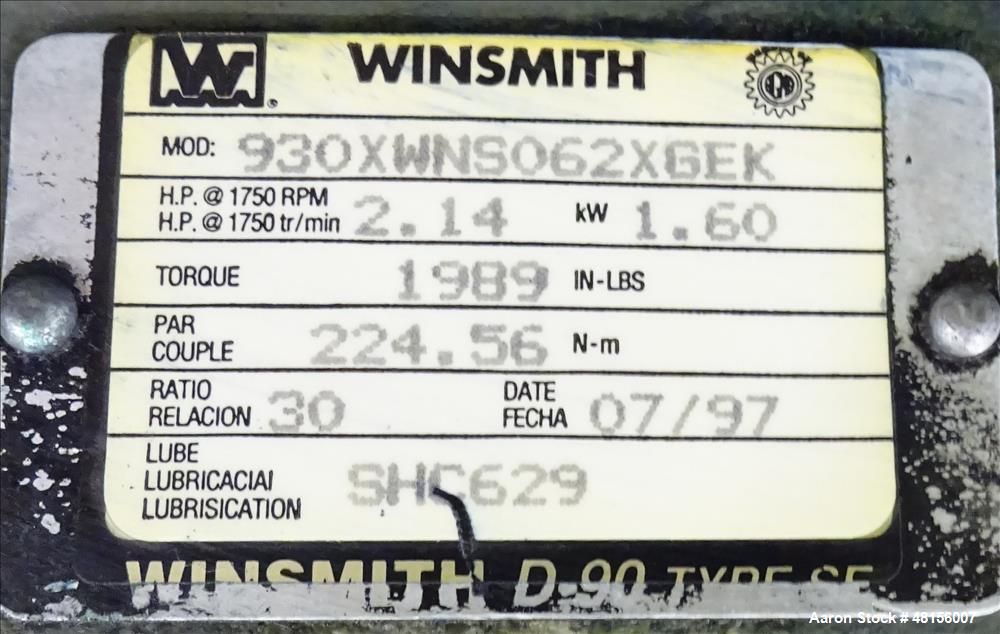 W WINSMITH
MOD: 930XWNS062XGEK
H.P. @ 1750 RPM
H.P. @ 1750 tr/min 2.14 kW 1.60
TORQUE 1989 IN-LBS
PAR
COUPLE 224.56 N-m
RATIO DATE
RELACION 30 FECHA 07/97
LUBE
LUBRICACIAI SHC629
LUBRISICATION
WINSMITH D-90 TYPE SE
Aaron Stock # 48156007